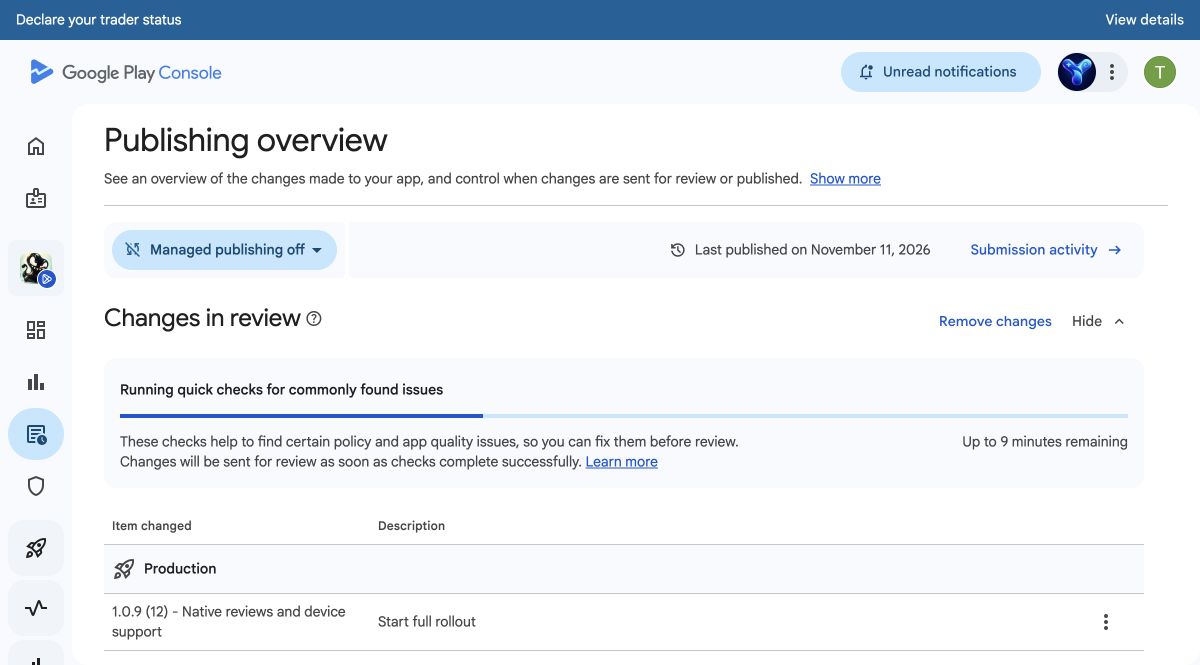 Declare your trader status
View details
Google Play Console
Unread notifications
T
Publishing overview
See an overview of the changes made to your app, and control when changes are sent for review or published. Show more
Managed publishing off
Last published on November 11, 2026
Submission activity
Changes in review
Remove changes
Hide
Running quick checks for commonly found issues
These checks help to find certain policy and app quality issues, so you can fix them before review.
Up to 9 minutes remaining
Changes will be sent for review as soon as checks complete successfully. Learn more
Item changed
Description
Production
1.0.9 (12) - Native reviews and device
support
Start full rollout